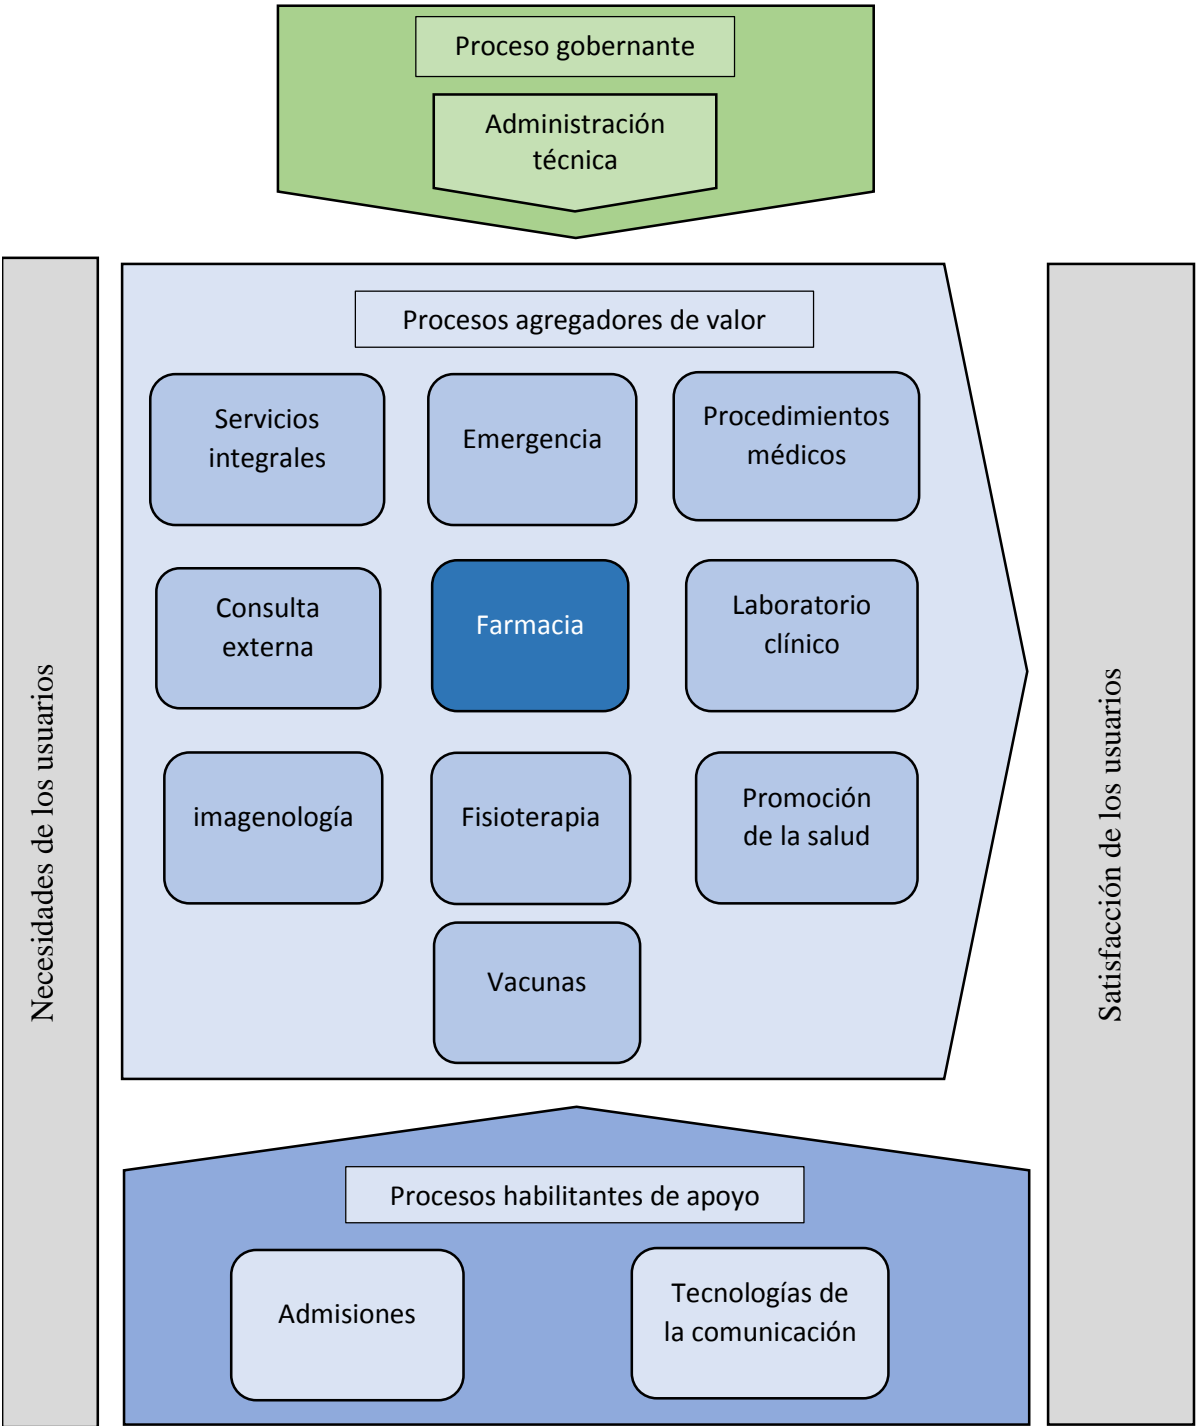 Proceso gobernante
Administración
técnica
Necesidades de los usuarios
Procesos agregadores de valor
Servicios
integrales
Emergencia
Procedimientos
médicos
Consulta
externa
Farmacia
Laboratorio
clínico
imagenología
Fisioterapia
Promoción
de la salud
Vacunas
Satisfacción de los usuarios
Procesos habilitantes de apoyo
Admisiones
Tecnologías de
la comunicación